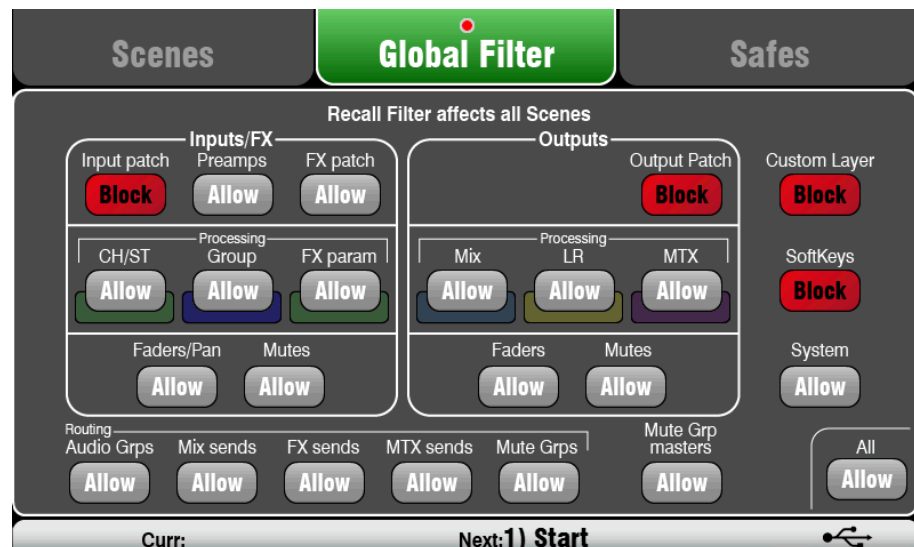 Scenes
Global Filter
Safes
Recall Filter affects all Scenes
Inputs/FX
Outputs
Input patch Preamps FX patch
Output Patch
Custom Layer
Block Allow Allow
Block
Block
Processing
CH/ST Group FX param
Processing
Mix LR MTX
SoftKeys
Allow Allow Allow
Allow Allow Allow
Block
Faders/Pan Mutes
Faders Mutes
System
Allow Allow
Allow Allow
Allow
Routing
Audio Grps Mix sends FX sends MTX sends Mute Grps
Mute Grp
masters
All
Allow Allow Allow Allow Allow
Allow
Allow
Curr:
Next:1) Start